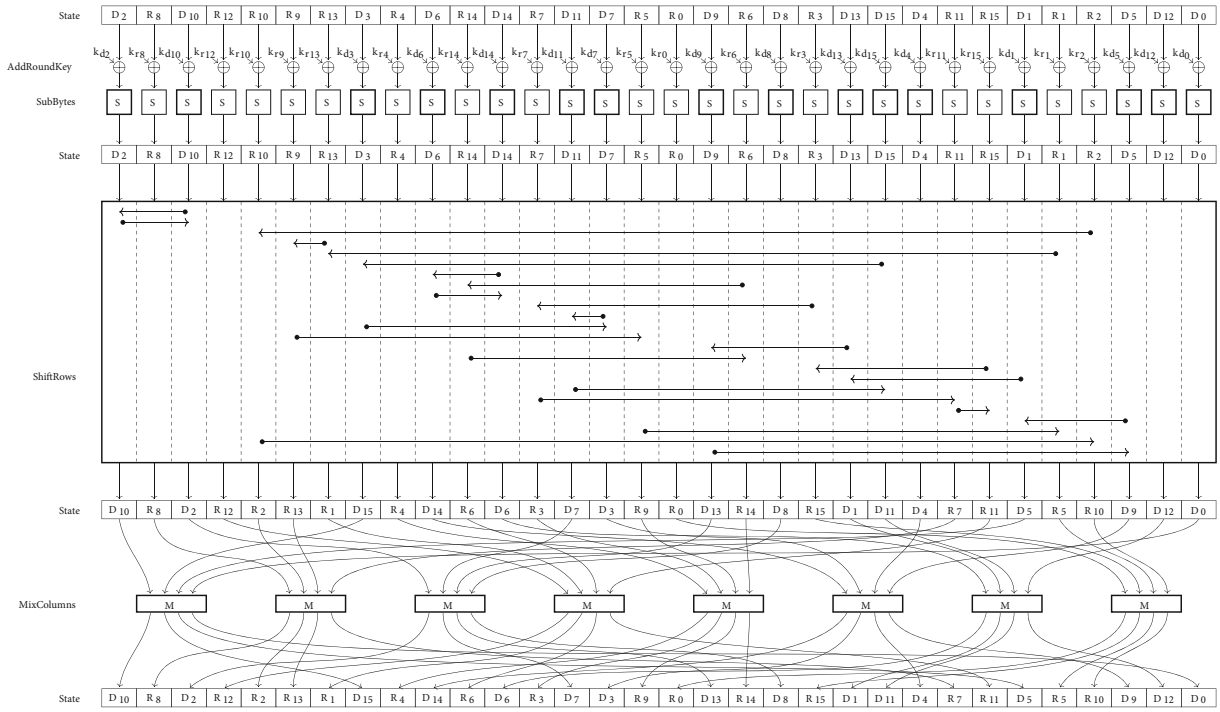 State D 2 R 8 D 10 R 12 R 10 R 9 R 13 D 3 R 4 D 6 R 14 D 14 R 7 D 11 D 7 R 5 R 0 D 9 R 6 D 8 R 3 D 13 D 15 D 4 R 11 R 15 D 1 R 1 R 2 D 5 D 12 D 0
kd2 kr8 kd10 kr12 kr10 kr9 kr13 kd3 kr4 kd6 kr14 kd14 kr7 kd11 kd7 kr5 kr0 kd9 kr6 kd8 kr3 kd13 kd15 kd4 kr11 kr15 kd1 kr1 kr2 kd5 kd12 kd0
AddRoundKey
SubBytes S S S S S S S S S S S S S S S S S S S S S S S S S S S S S S S S
State D 2 R 8 D 10 R 12 R 10 R 9 R 13 D 3 R 4 D 6 R 14 D 14 R 7 D 11 D 7 R 5 R 0 D 9 R 6 D 8 R 3 D 13 D 15 D 4 R 11 R 15 D 1 R 1 R 2 D 5 D 12 D 0
ShiftRows
State D 10 R 8 D 2 R 12 R 2 R 13 R 1 D 15 R 4 D 14 R 6 D 6 R 3 D 7 D 3 R 9 R 0 D 13 R 14 D 8 R 15 D 1 D 11 D 4 R 7 R 11 D 5 R 5 R 10 D 9 D 12 D 0
MixColumns M M M M M M M M
State D 10 R 8 D 2 R 12 R 2 R 13 R 1 D 15 R 4 D 14 R 6 D 6 R 3 D 7 D 3 R 9 R 0 D 13 R 14 D 8 R 15 D 1 D 11 D 4 R 7 R 11 D 5 R 5 R 10 D 9 D 12 D 0